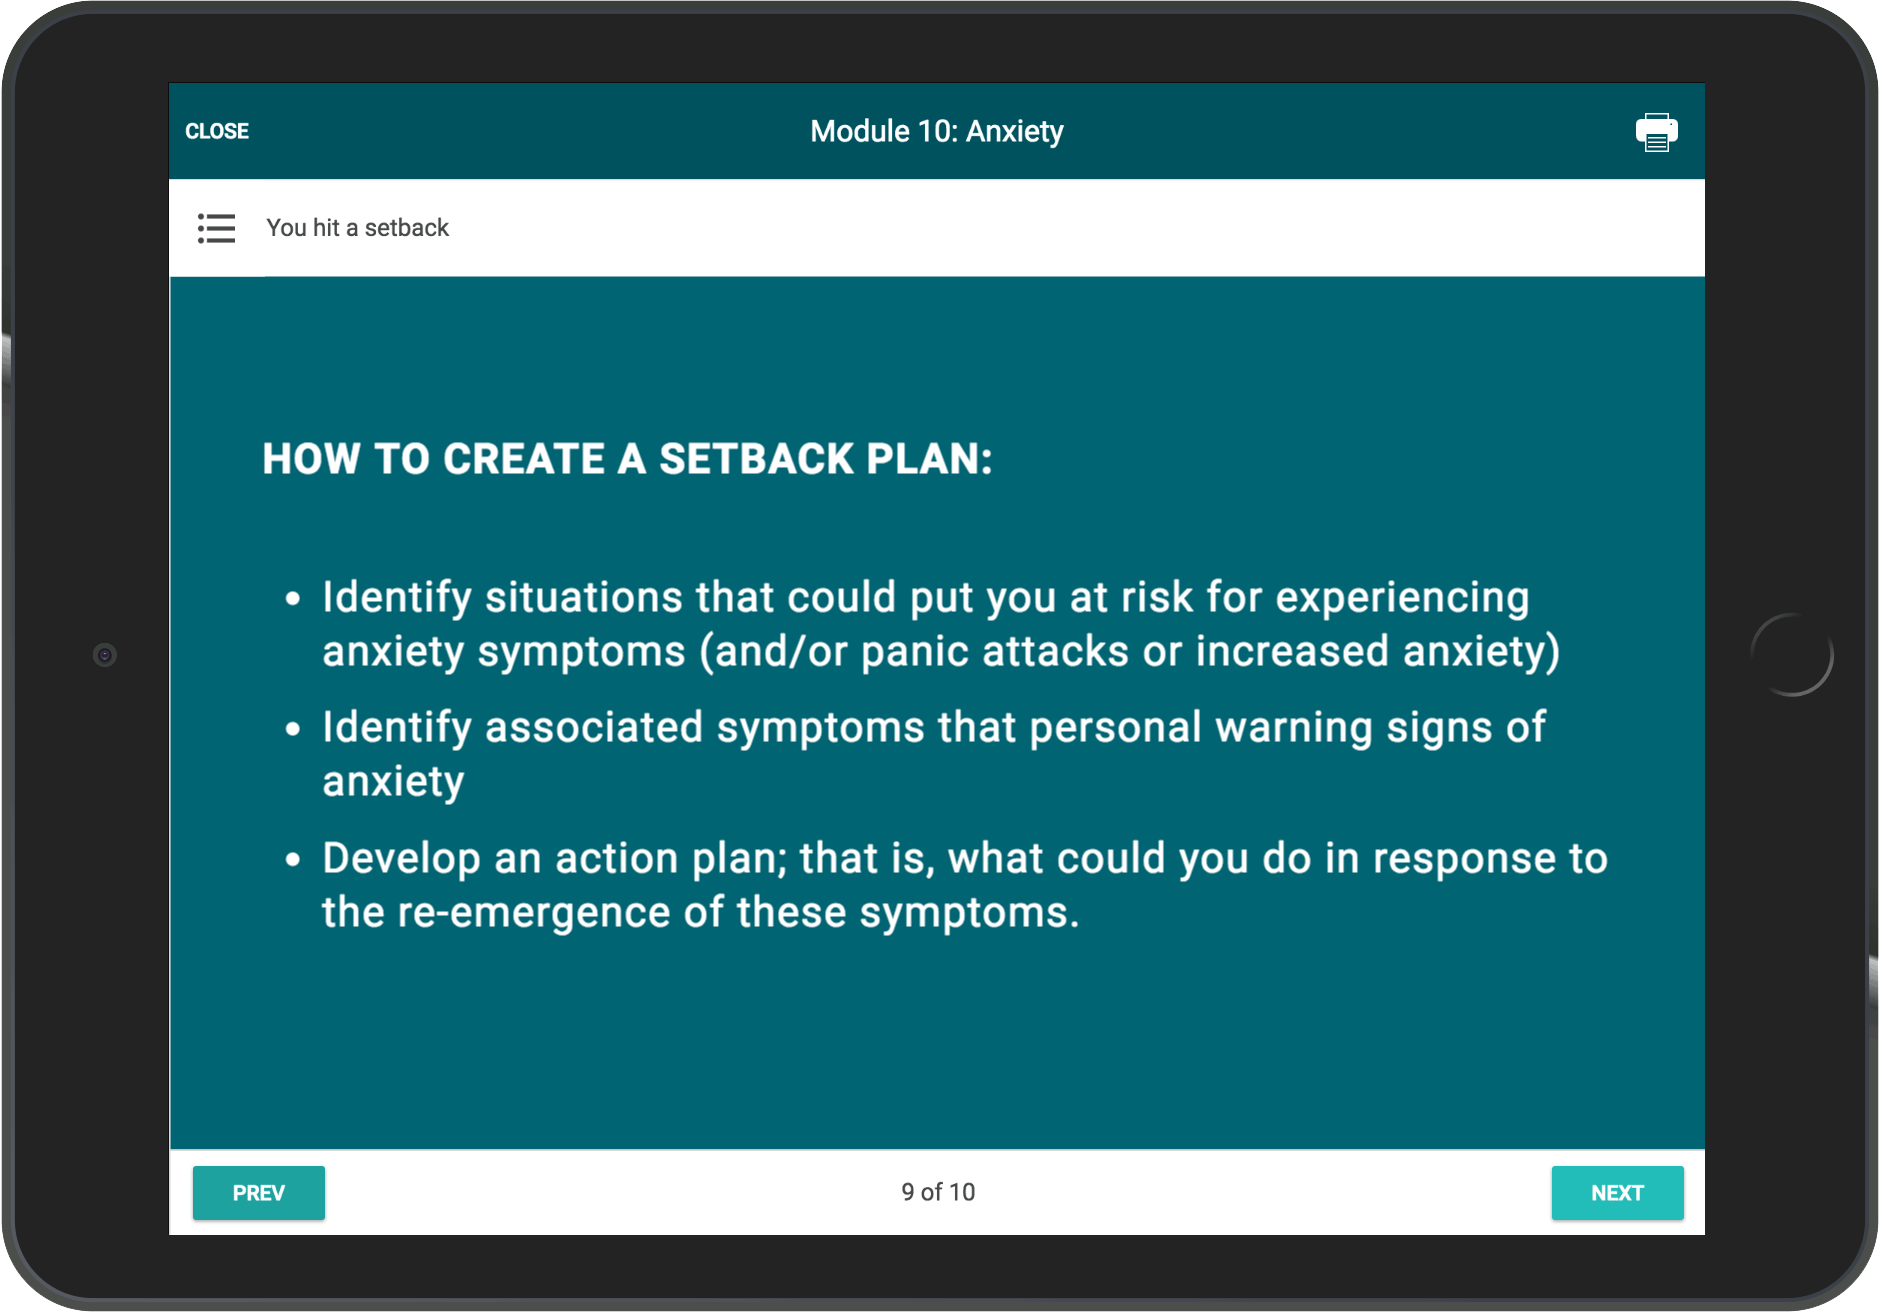 CLOSE
Module 10: Anxiety
You hit a setback
HOW TO CREATE A SETBACK PLAN:
• Identify situations that could put you at risk for experiencing
anxiety symptoms (and/or panic attacks or increased anxiety)
• Identify associated symptoms that personal warning signs of
anxiety
• Develop an action plan; that is, what could you do in response to
the re-emergence of these symptoms.
PREV
9 of 10
NEXT